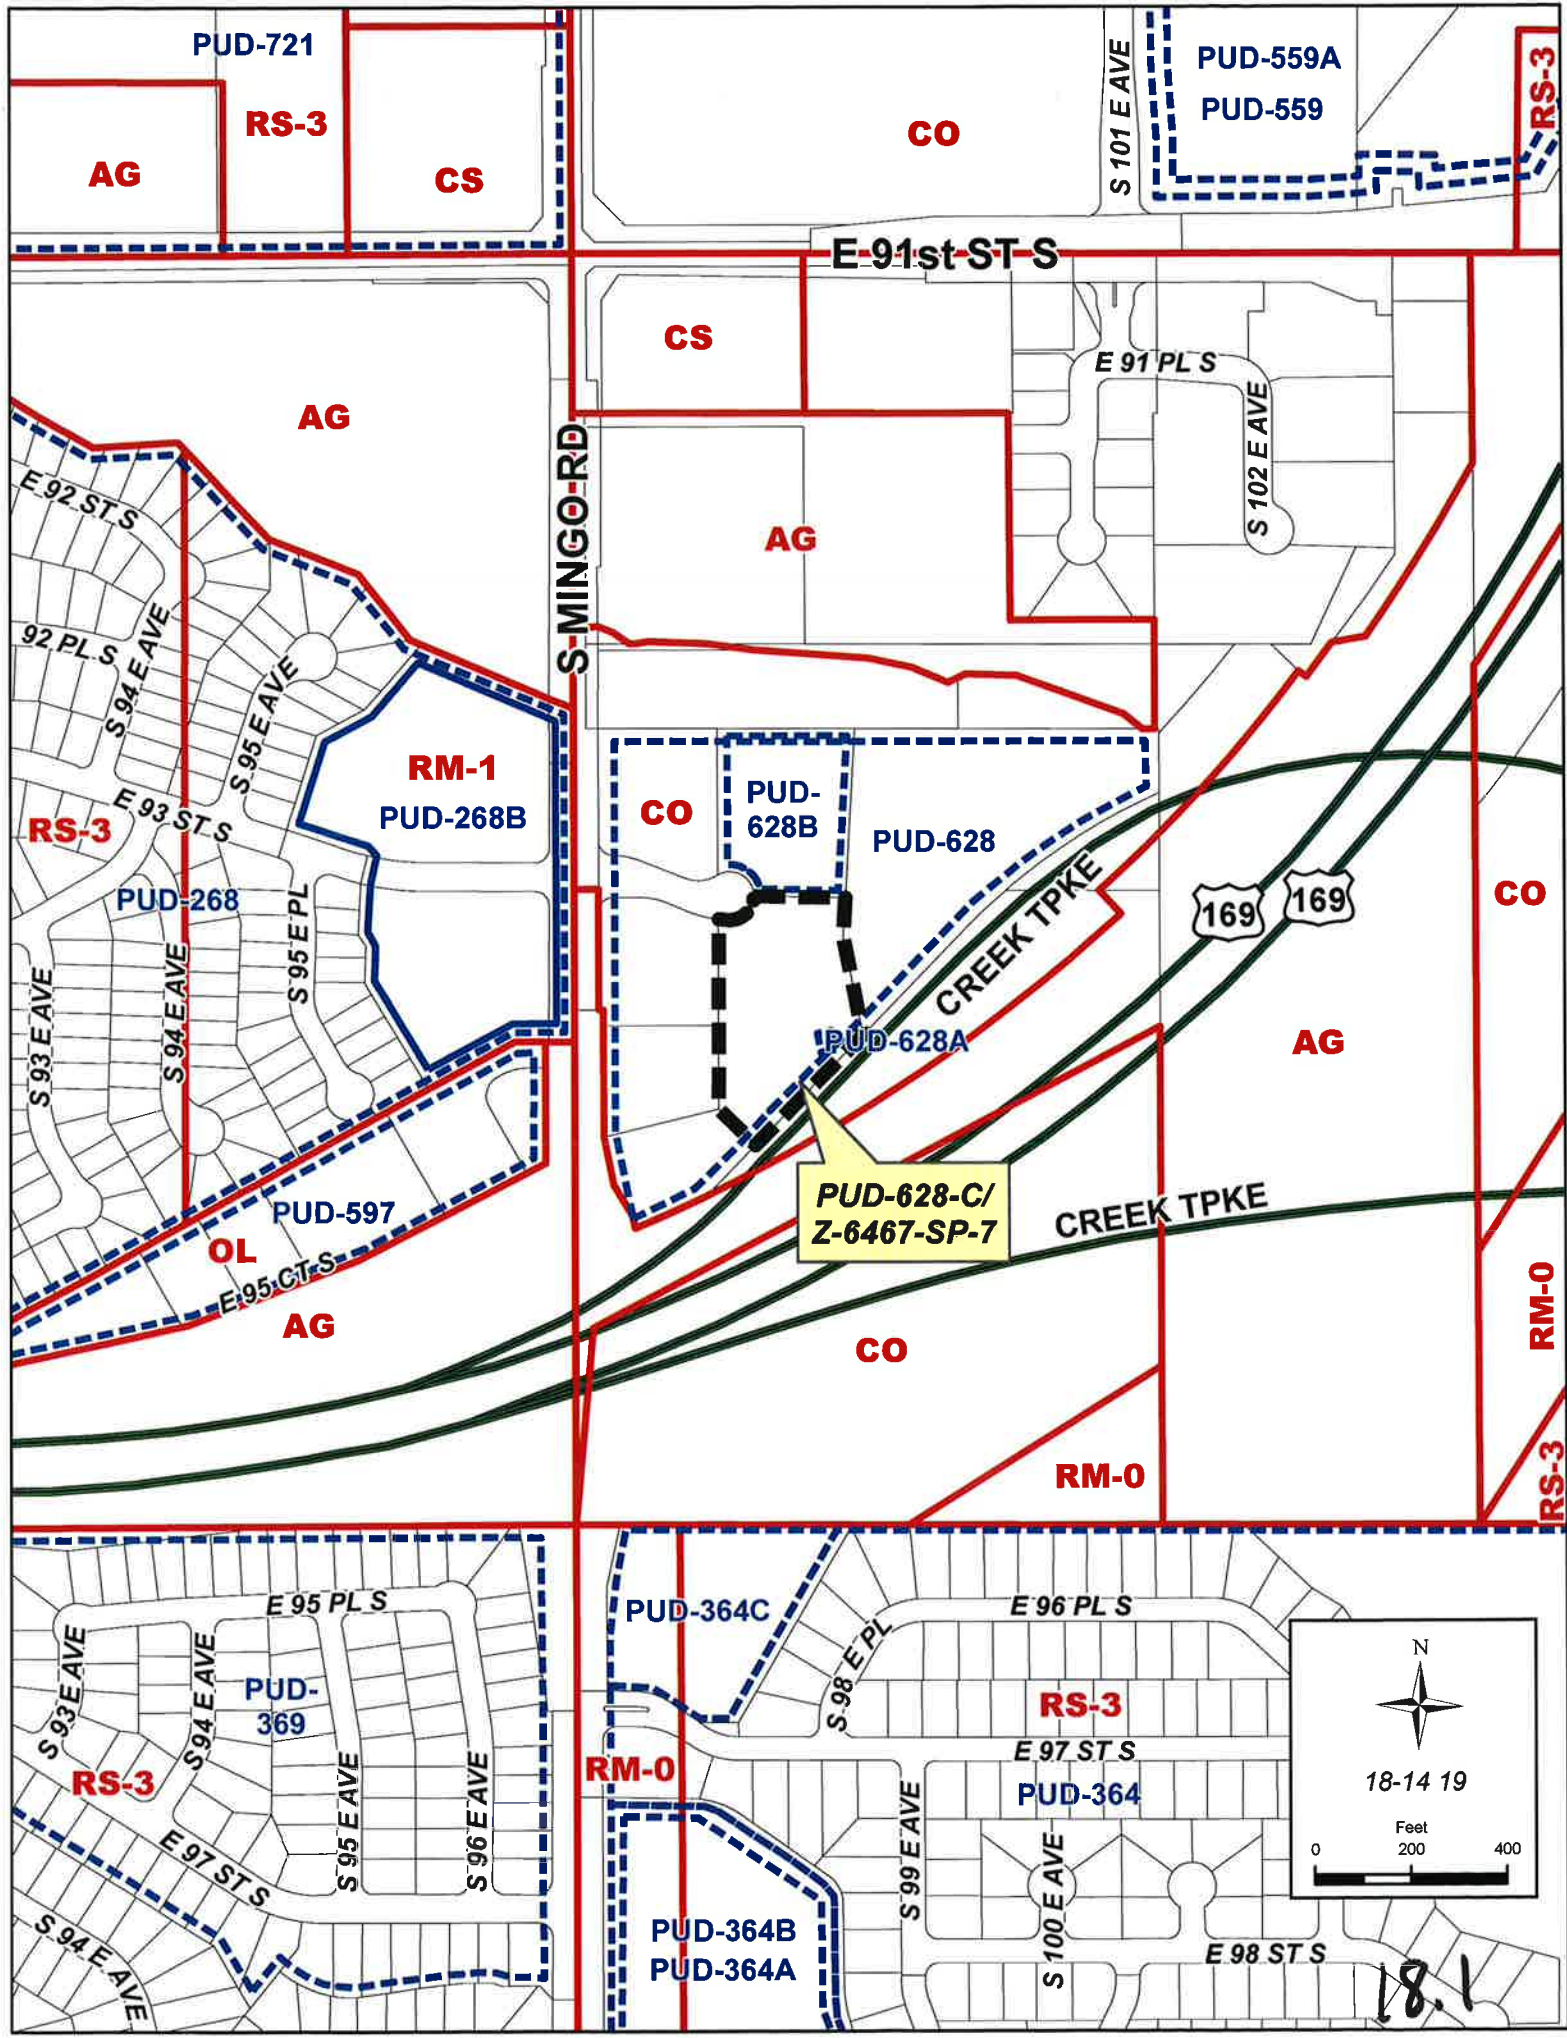 PUD-721
RS-3
AG
CS
CO
S 101 E AVE
PUD-559A
PUD-559
RS-3
E 91st ST S
CS
E 91 PL S
S 102 E AVE
AG
S MINGO RD
AG
E 92 ST S
92 PL S
S 94 E AVE
S 95 E AVE
RM-1
PUD-268B
E 93 ST S
RS-3
PUD-268
S 95 E PL
S 94 E AVE
S 93 E AVE
CO
PUD-
628B
PUD-628
CREEK TPKE
169
169
CO
PUD-628A
AG
PUD-628-C/
Z-6467-SP-7
CREEK TPKE
PUD-597
OL
E 95 CT S
AG
CO
RM-0
RM-0
RS-3
E 95 PL S
S 93 E AVE
S 94 E AVE
PUD-
369
RS-3
S 95 E AVE
S 96 E AVE
E 97 ST S
S 94 E AVE
PUD-364C
S 98 E PL
E 96 PL S
RS-3
E 97 ST S
RM-0
PUD-364
S 99 E AVE
S 100 E AVE
PUD-364B
PUD-364A
E 98 ST S
N
18-14 19
Feet
0 200 400
18.1